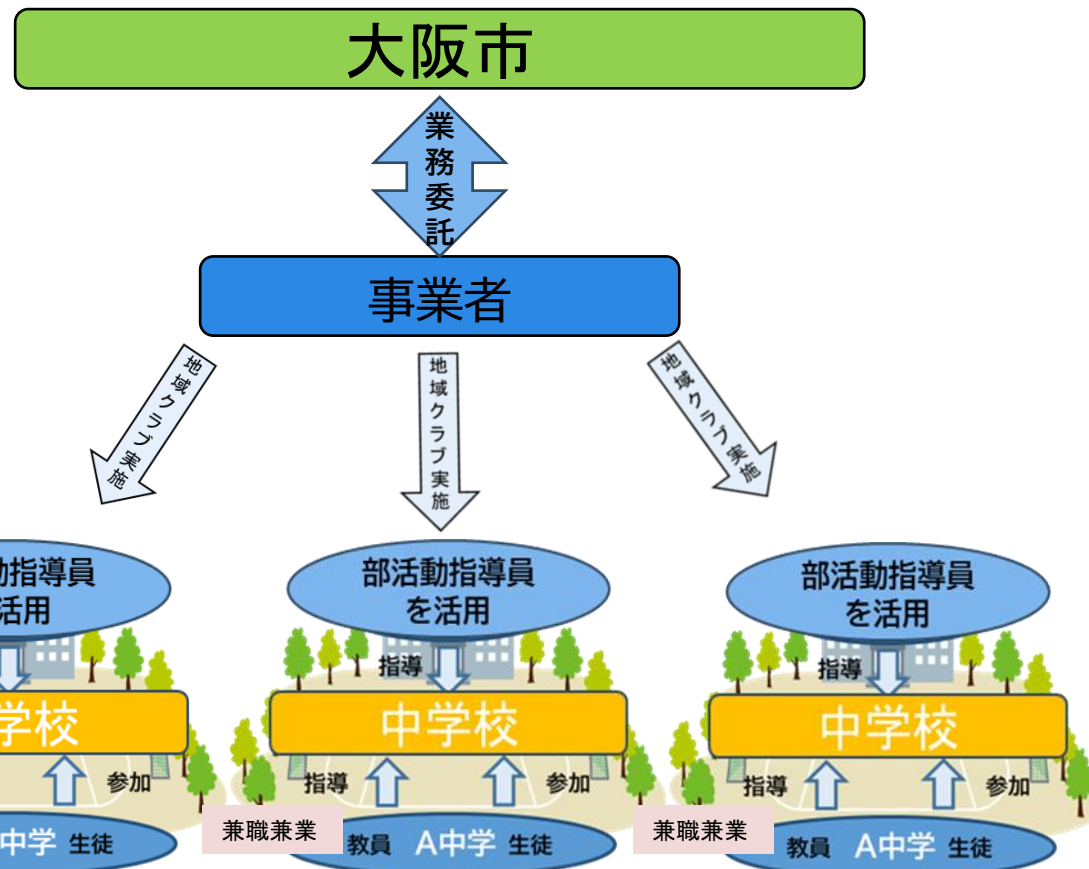 大阪市
業務委託
事業者
地域クラブ実施
地域クラブ実施
地域クラブ実施
動指導員
活用
部活動指導員
を活用
部活動指導員
を活用
指導
指導
学校
中学校
中学校
参加
指導
参加
指導
参加
兼職兼業
兼職兼業
中学 生徒
教員 A中学 生徒
教員 A中学 生徒